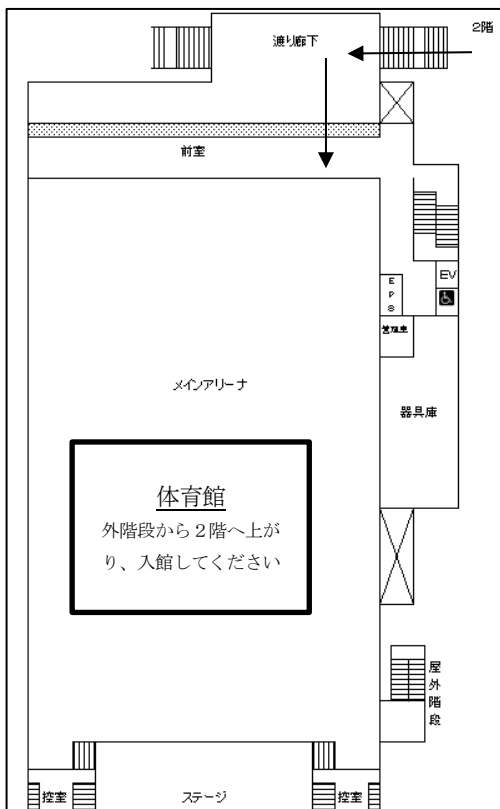 2階
渡り廊下
前室
EV
EPS
管理室
メインアリーナ
器具庫
体育館
外階段から2階へ上が
り、入館してください
屋外階段
控室
ステージ
控室